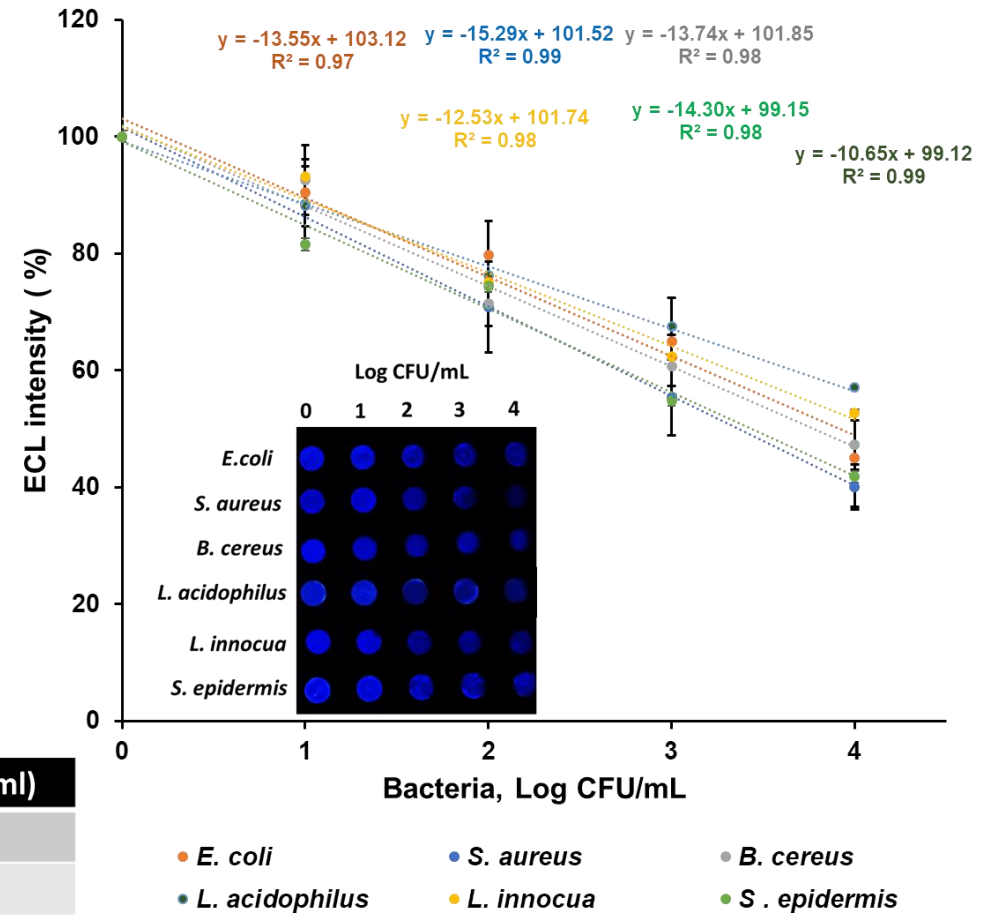 120
y = -13.55x + 103.12
R² = 0.97
y = -15.29x + 101.52
R² = 0.99
y = -13.74x + 101.85
R² = 0.98
y = -12.53x + 101.74
R² = 0.98
y = -14.30x + 99.15
R² = 0.98
y = -10.65x + 99.12
R² = 0.99
100
80
60
40
20
0
ECL intensity ( %)
Log CFU/mL
0 1 2 3 4
E.coli
S. aureus
B. cereus
L. acidophilus
L. innocua
S. epidermis
0 1 2 3 4
Bacteria, Log CFU/mL
ml)
E. coli S. aureus B. cereus
L. acidophilus L. innocua S . epidermis